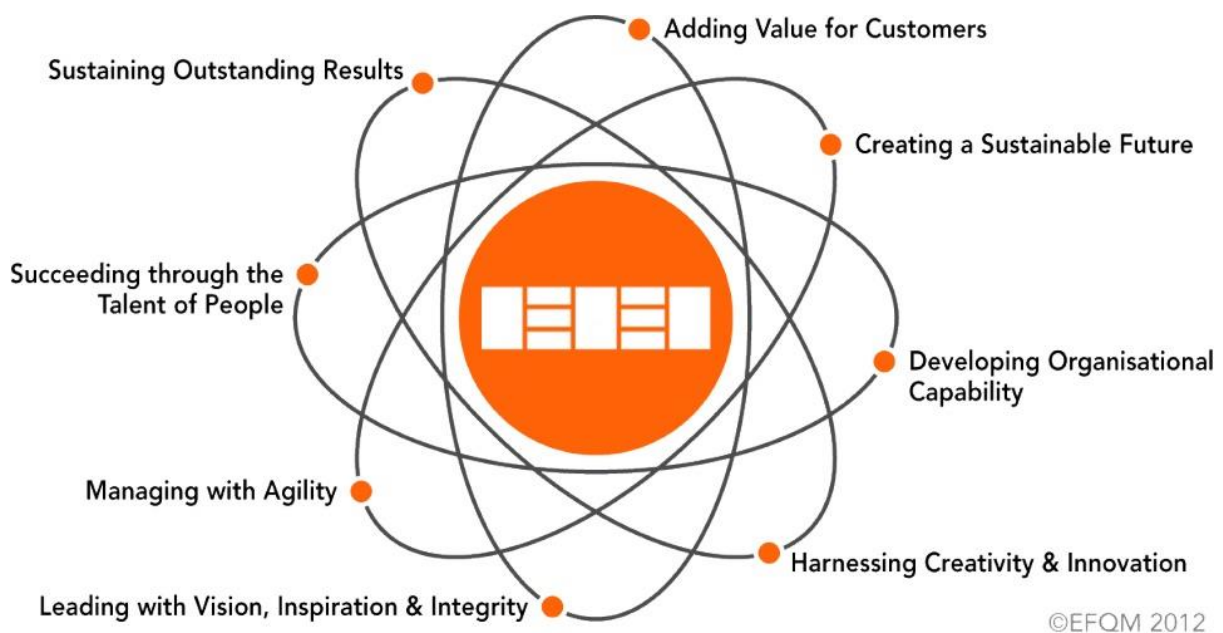 Adding Value for Customers
Sustaining Outstanding Results
Creating a Sustainable Future
Succeeding through the
Talent of People
Developing Organisational
Capability
Managing with Agility
Harnessing Creativity & Innovation
Leading with Vision, Inspiration & Integrity
©EFQM 2012